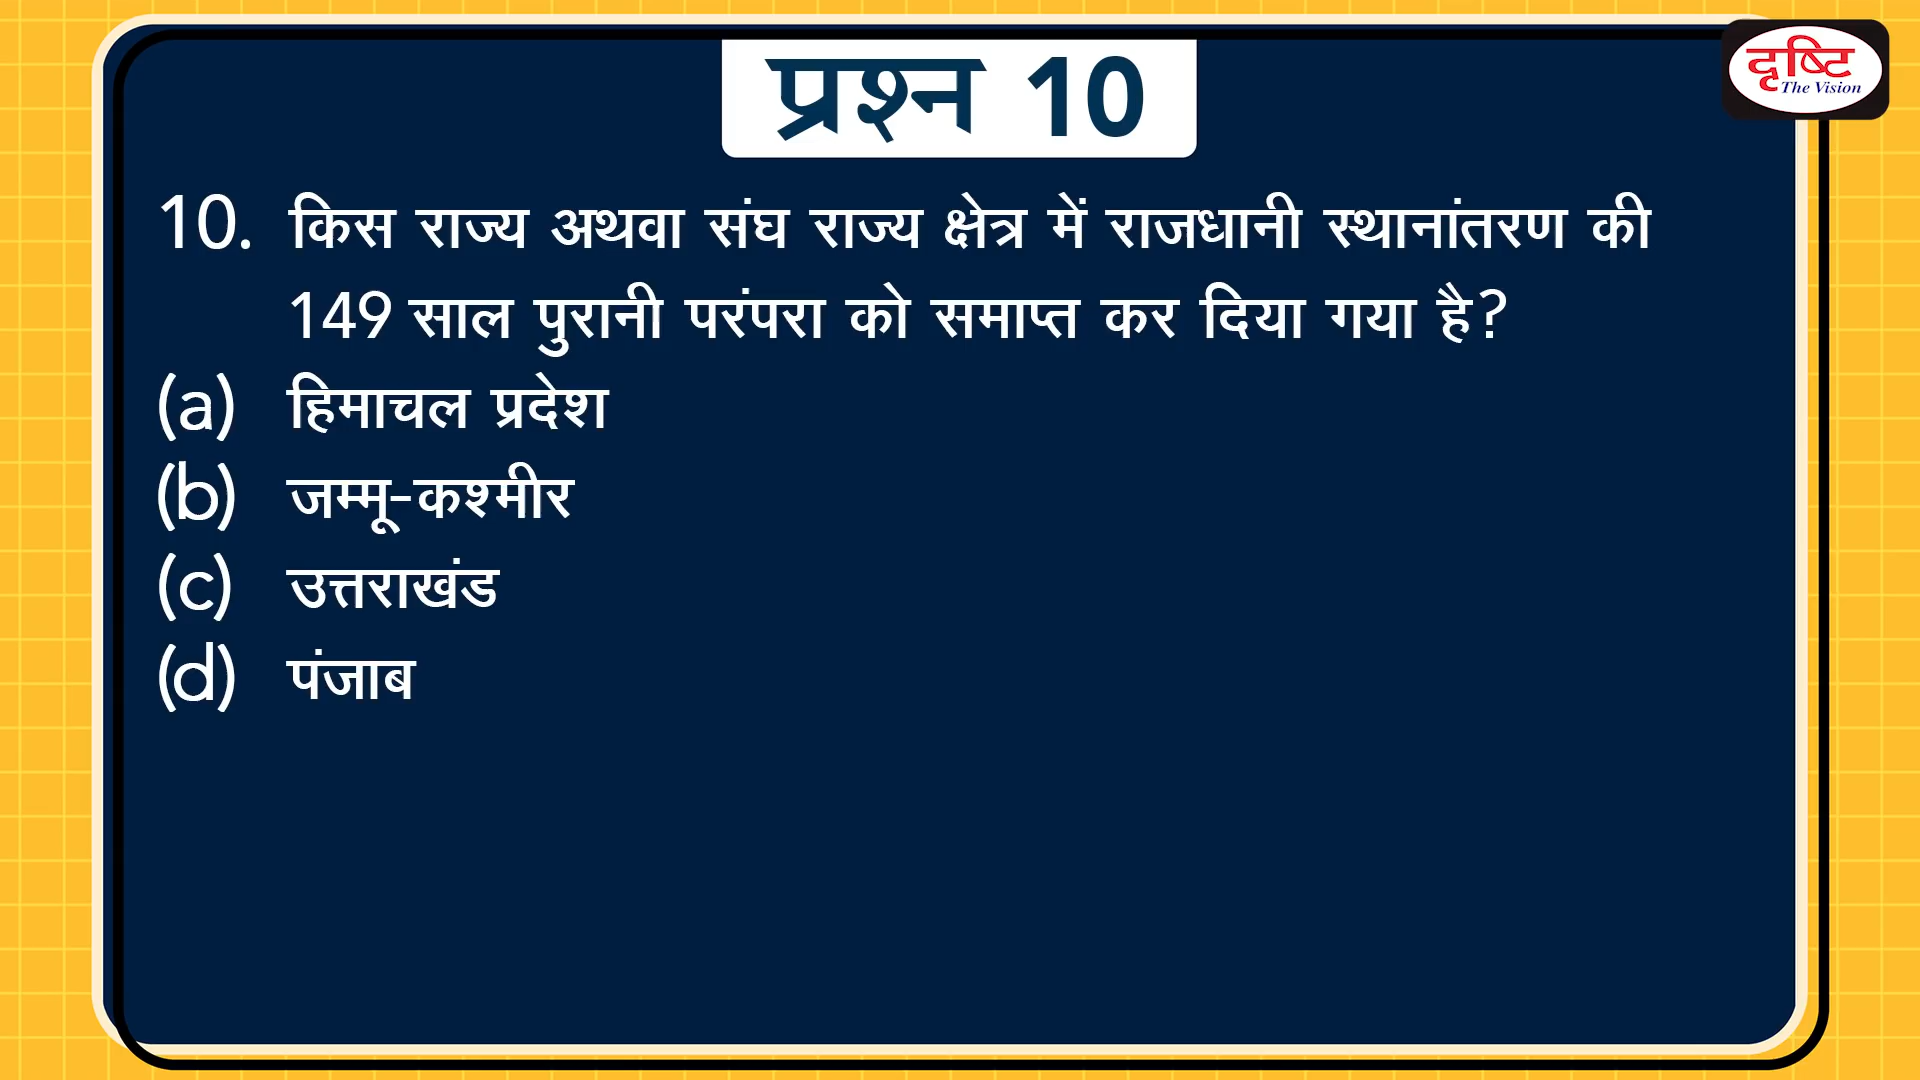 प्रश्न 10
दृष्टि
The Vision
10. किस राज्य अथवा संघ राज्य क्षेत्र में राजधानी स्थानांतरण की
149 साल पुरानी परंपरा को समाप्त कर दिया गया है?
(a) हिमाचल प्रदेश
(b) जम्मू-कश्मीर
(c) उत्तराखंड
(d) पंजाब